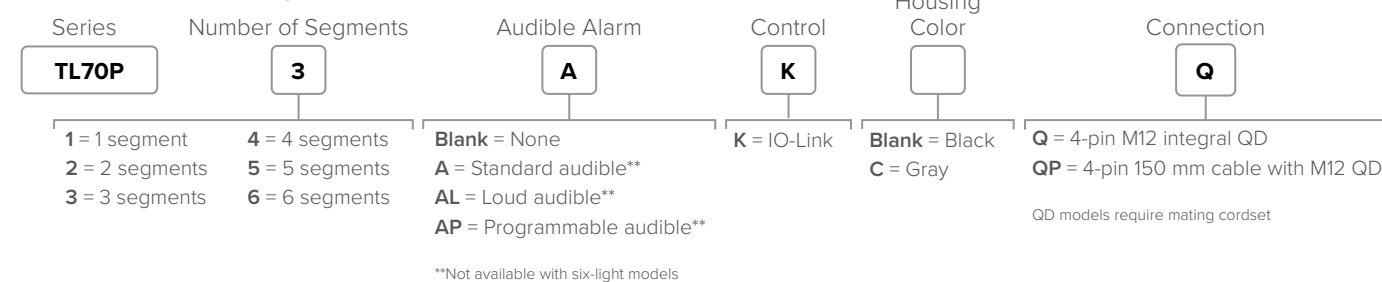 Series
Number of Segments
Audible Alarm
Control
Housing
Color
Connection
TL70P
3
A
K
Q
1 = 1 segment
2 = 2 segments
3 = 3 segments
4 = 4 segments
5 = 5 segments
6 = 6 segments
Blank = None
A = Standard audible**
AL = Loud audible**
AP = Programmable audible**
**Not available with six-light models
K = IO-Link
Blank = Black
C = Gray
Q = 4-pin M12 integral QD
QP = 4-pin 150 mm cable with M12 QD
QD models require mating cordset